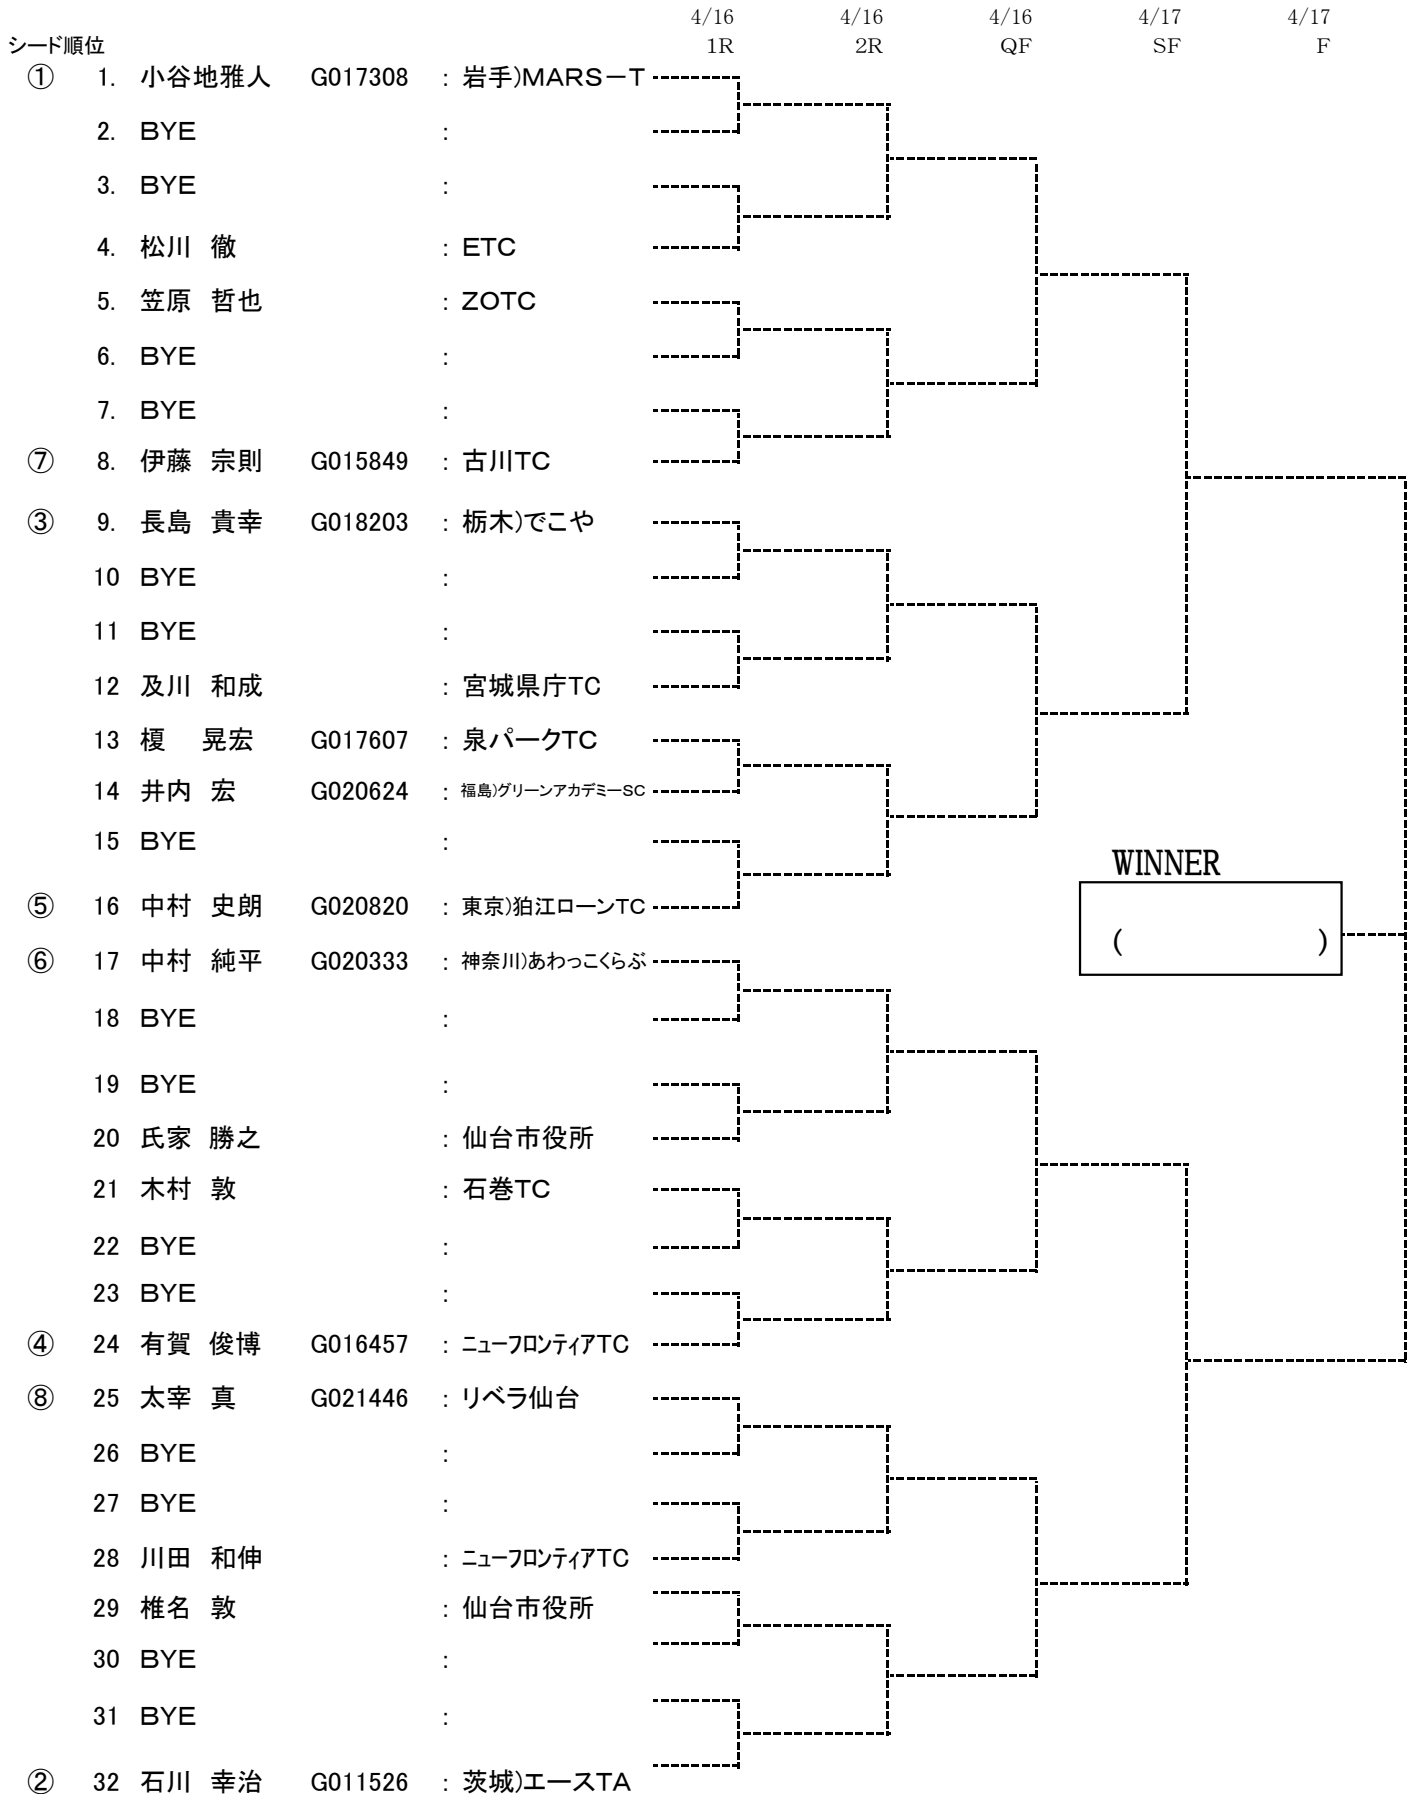 4/16 4/16 4/16 4/17 4/17
シード順位 1R 2R QF SF F
① 1. 小谷地雅人 G017308 : 岩手)MARS－T
2. BYE :
3. BYE :
4. 松川 徹 : ETC
5. 笠原 哲也 : ZOTC
6. BYE :
7. BYE :
⑦ 8. 伊藤 宗則 G015849 : 古川TC
③ 9. 長島 貴幸 G018203 : 栃木)でこや
10 BYE :
11 BYE :
12 及川 和成 : 宮城県庁TC
13 榎 晃宏 G017607 : 泉パークTC
14 井内 宏 G020624 : 福島)グリーンアカデミーSC
15 BYE :
WINNER
⑤ 16 中村 史朗 G020820 : 東京)狛江ローンTC
( )
⑥ 17 中村 純平 G020333 : 神奈川)あわっこくらぶ
18 BYE :
19 BYE :
20 氏家 勝之 : 仙台市役所
21 木村 敦 : 石巻TC
22 BYE :
23 BYE :
④ 24 有賀 俊博 G016457 : ニューフロンティアTC
⑧ 25 太宰 真 G021446 : リベラ仙台
26 BYE :
27 BYE :
28 川田 和伸 : ニューフロンティアTC
29 椎名 敦 : 仙台市役所
30 BYE :
31 BYE :
② 32 石川 幸治 G011526 : 茨城)エースTA